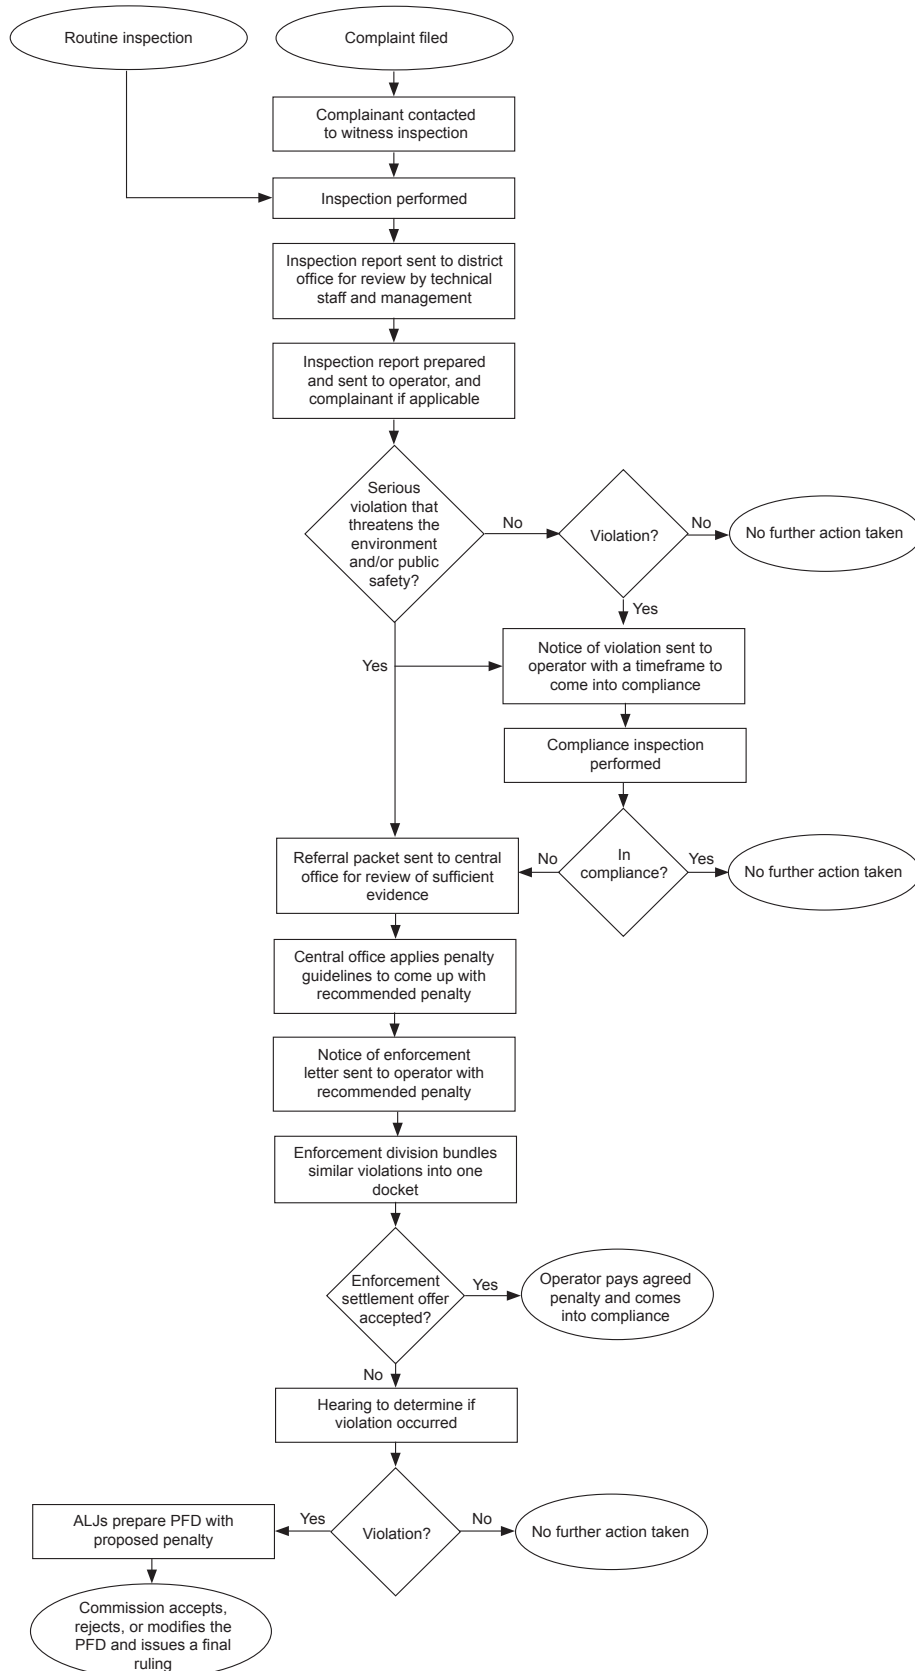 Routine inspection
Complaint filed
Complainant contacted
to witness inspection
Inspection performed
Inspection report sent to district
office for review by technical
staff and management
Inspection report prepared
and sent to operator, and
complainant if applicable
Serious
violation that
threatens the
environment
and/or public
safety?
No
Violation?
No
No further action taken
Yes
Notice of violation sent to
operator with a timeframe to
come into compliance
Yes
Compliance inspection
performed
In
compliance?
Yes
No further action taken
No
Referral packet sent to central
office for review of sufficient
evidence
Central office applies penalty
guidelines to come up with
recommended penalty
Notice of enforcement
letter sent to operator with
recommended penalty
Enforcement division bundles
similar violations into one
docket
Enforcement
settlement offer
accepted?
Yes
Operator pays agreed
penalty and comes
into compliance
No
Hearing to determine if
violation occurred
Violation?
No
No further action taken
Yes
ALJs prepare PFD with
proposed penalty
Commission accepts,
rejects, or modifies the
PFD and issues a final
ruling